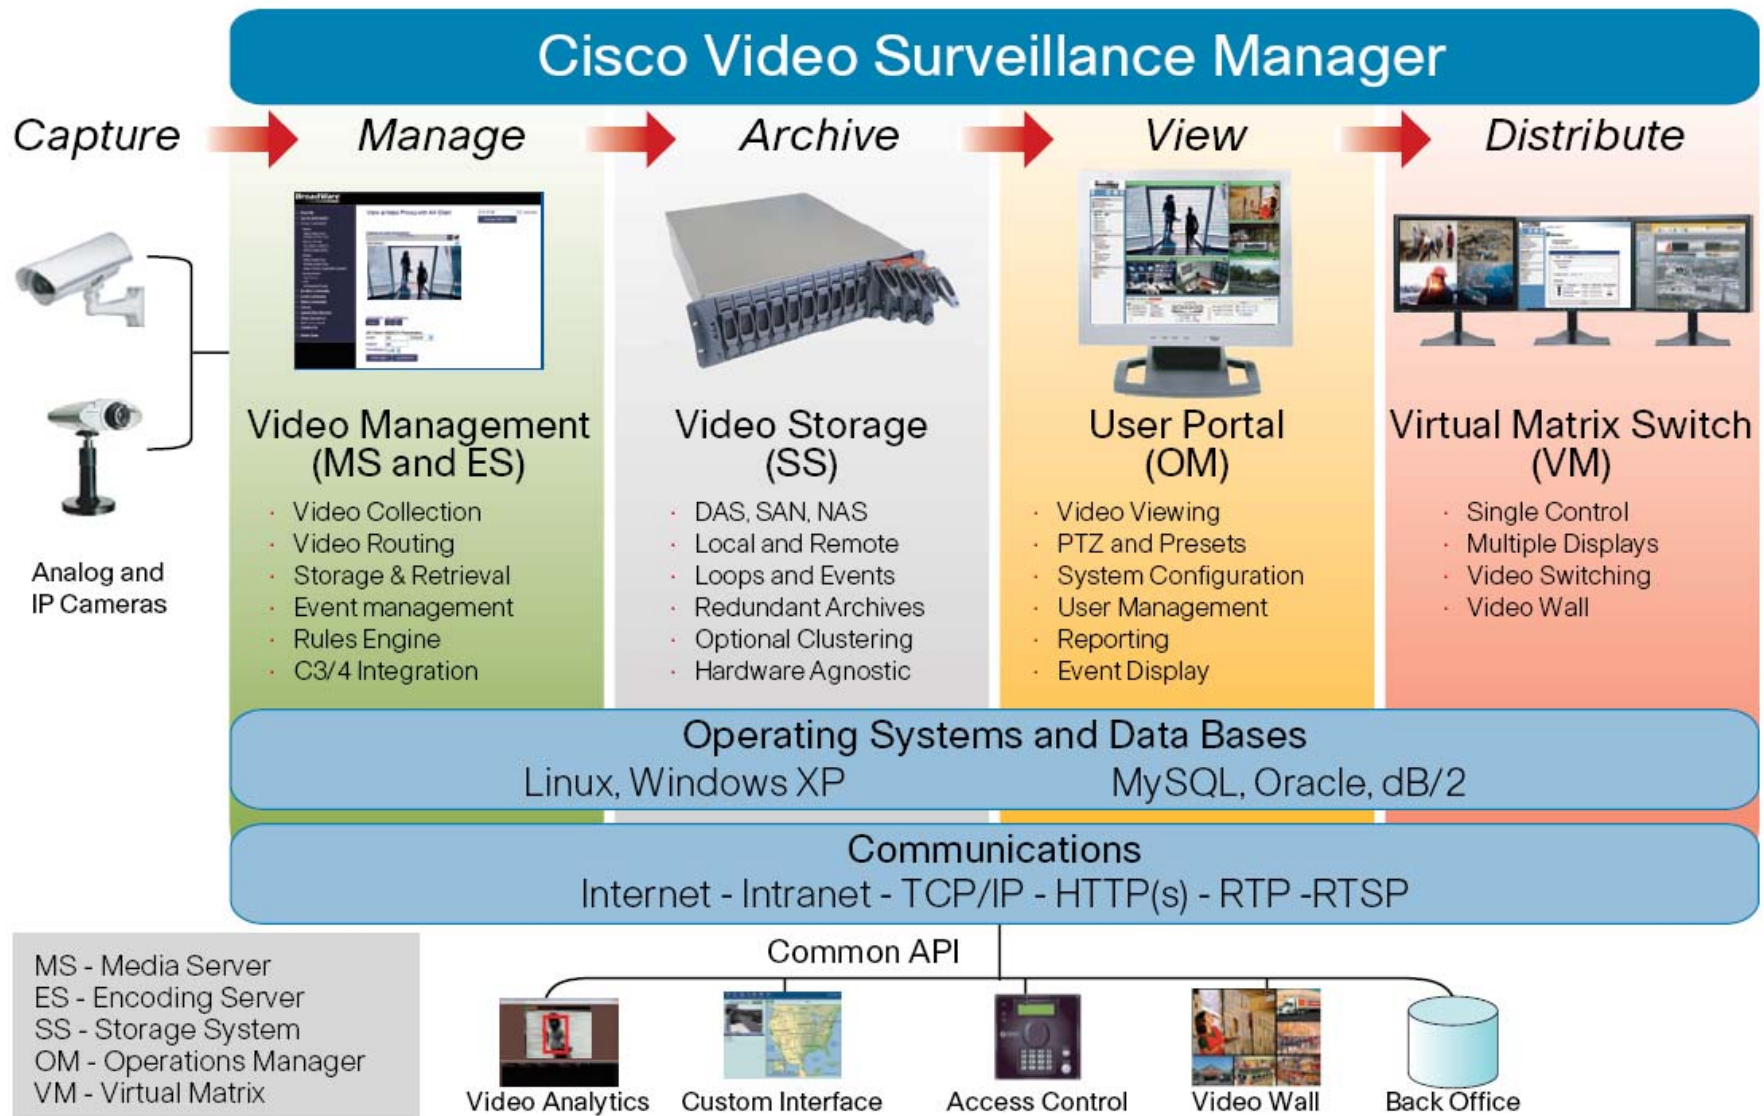 Cisco Video Surveillance Manager
Capture
Manage
Archive
View
Distribute
BroadWare
Video Management
(MS and ES)
· Video Collection
· Video Routing
· Storage & Retrieval
· Event management
· Rules Engine
· C3/4 Integration
Video Storage
(SS)
· DAS, SAN, NAS
· Local and Remote
· Loops and Events
· Redundant Archives
· Optional Clustering
· Hardware Agnostic
User Portal
(OM)
· Video Viewing
· PTZ and Presets
· System Configuration
· User Management
· Reporting
· Event Display
Virtual Matrix Switch
(VM)
· Single Control
· Multiple Displays
· Video Switching
· Video Wall
Analog and
IP Cameras
Operating Systems and Data Bases
Linux, Windows XP MySQL, Oracle, dB/2
Communications
Internet - Intranet - TCP/IP - HTTP(s) - RTP -RTSP
Common API
MS - Media Server
ES - Encoding Server
SS - Storage System
OM - Operations Manager
VM - Virtual Matrix
Video Analytics
Custom Interface
Access Control
Video Wall
Back Office